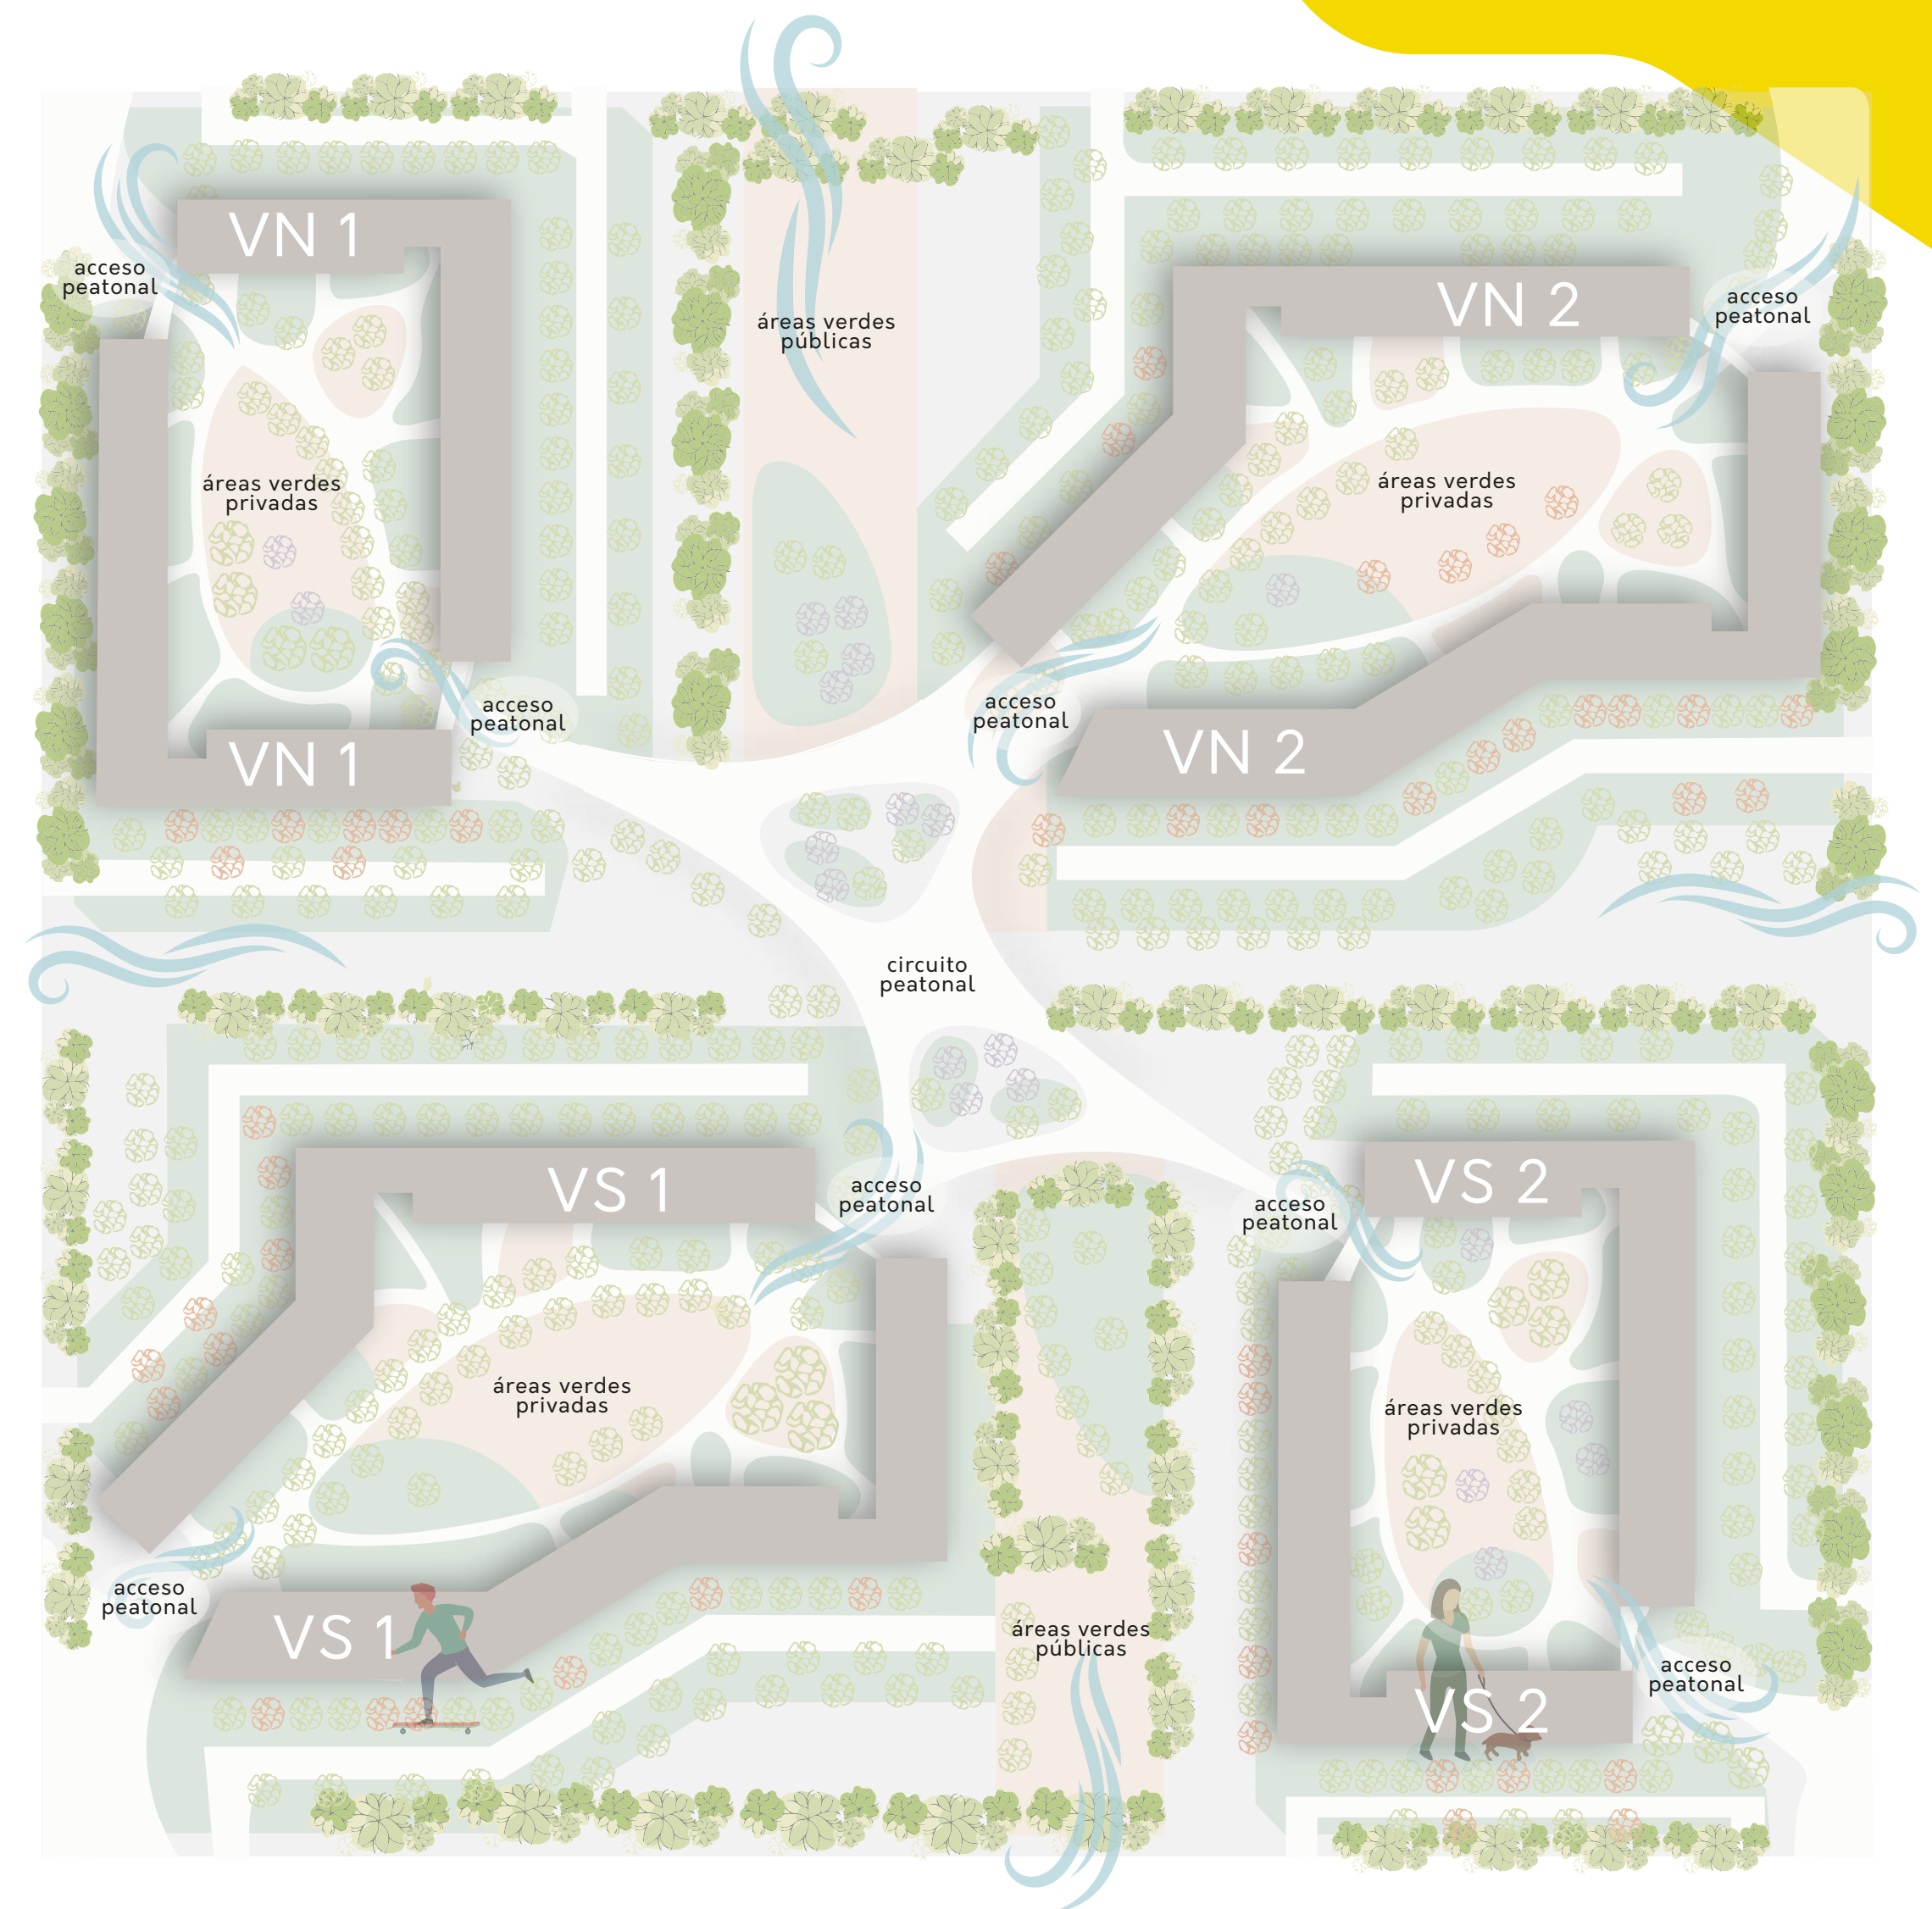 VN 1
acceso
peatonal
VN 2
acceso
peatonal
áreas verdes
públicas
áreas verdes
privadas
áreas verdes
privadas
acceso
peatonal
acceso
peatonal
VN 1
VN 2
circuito
peatonal
VS 1
acceso
peatonal
VS 2
acceso
peatonal
áreas verdes
privadas
áreas verdes
privadas
acceso
peatonal
VS 1
áreas verdes
públicas
acceso
peatonal
VS 2